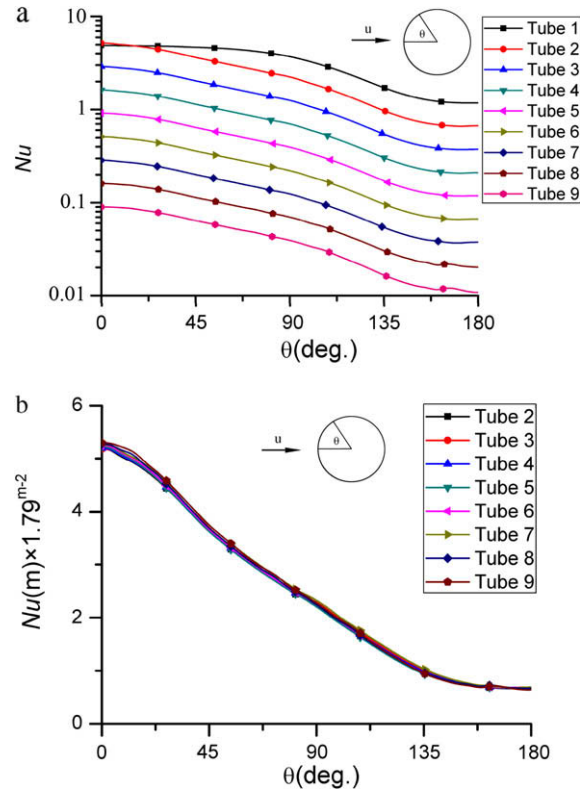 a
10
1
0.1
0.01
Nu
0
45
90
135
180
θ(deg.)
u
θ
Tube 1
Tube 2
Tube 3
Tube 4
Tube 5
Tube 6
Tube 7
Tube 8
Tube 9
b
6
4
2
0
Nu(m)×1.79^m-2
0
45
90
135
180
θ(deg.)
u
θ
Tube 2
Tube 3
Tube 4
Tube 5
Tube 6
Tube 7
Tube 8
Tube 9